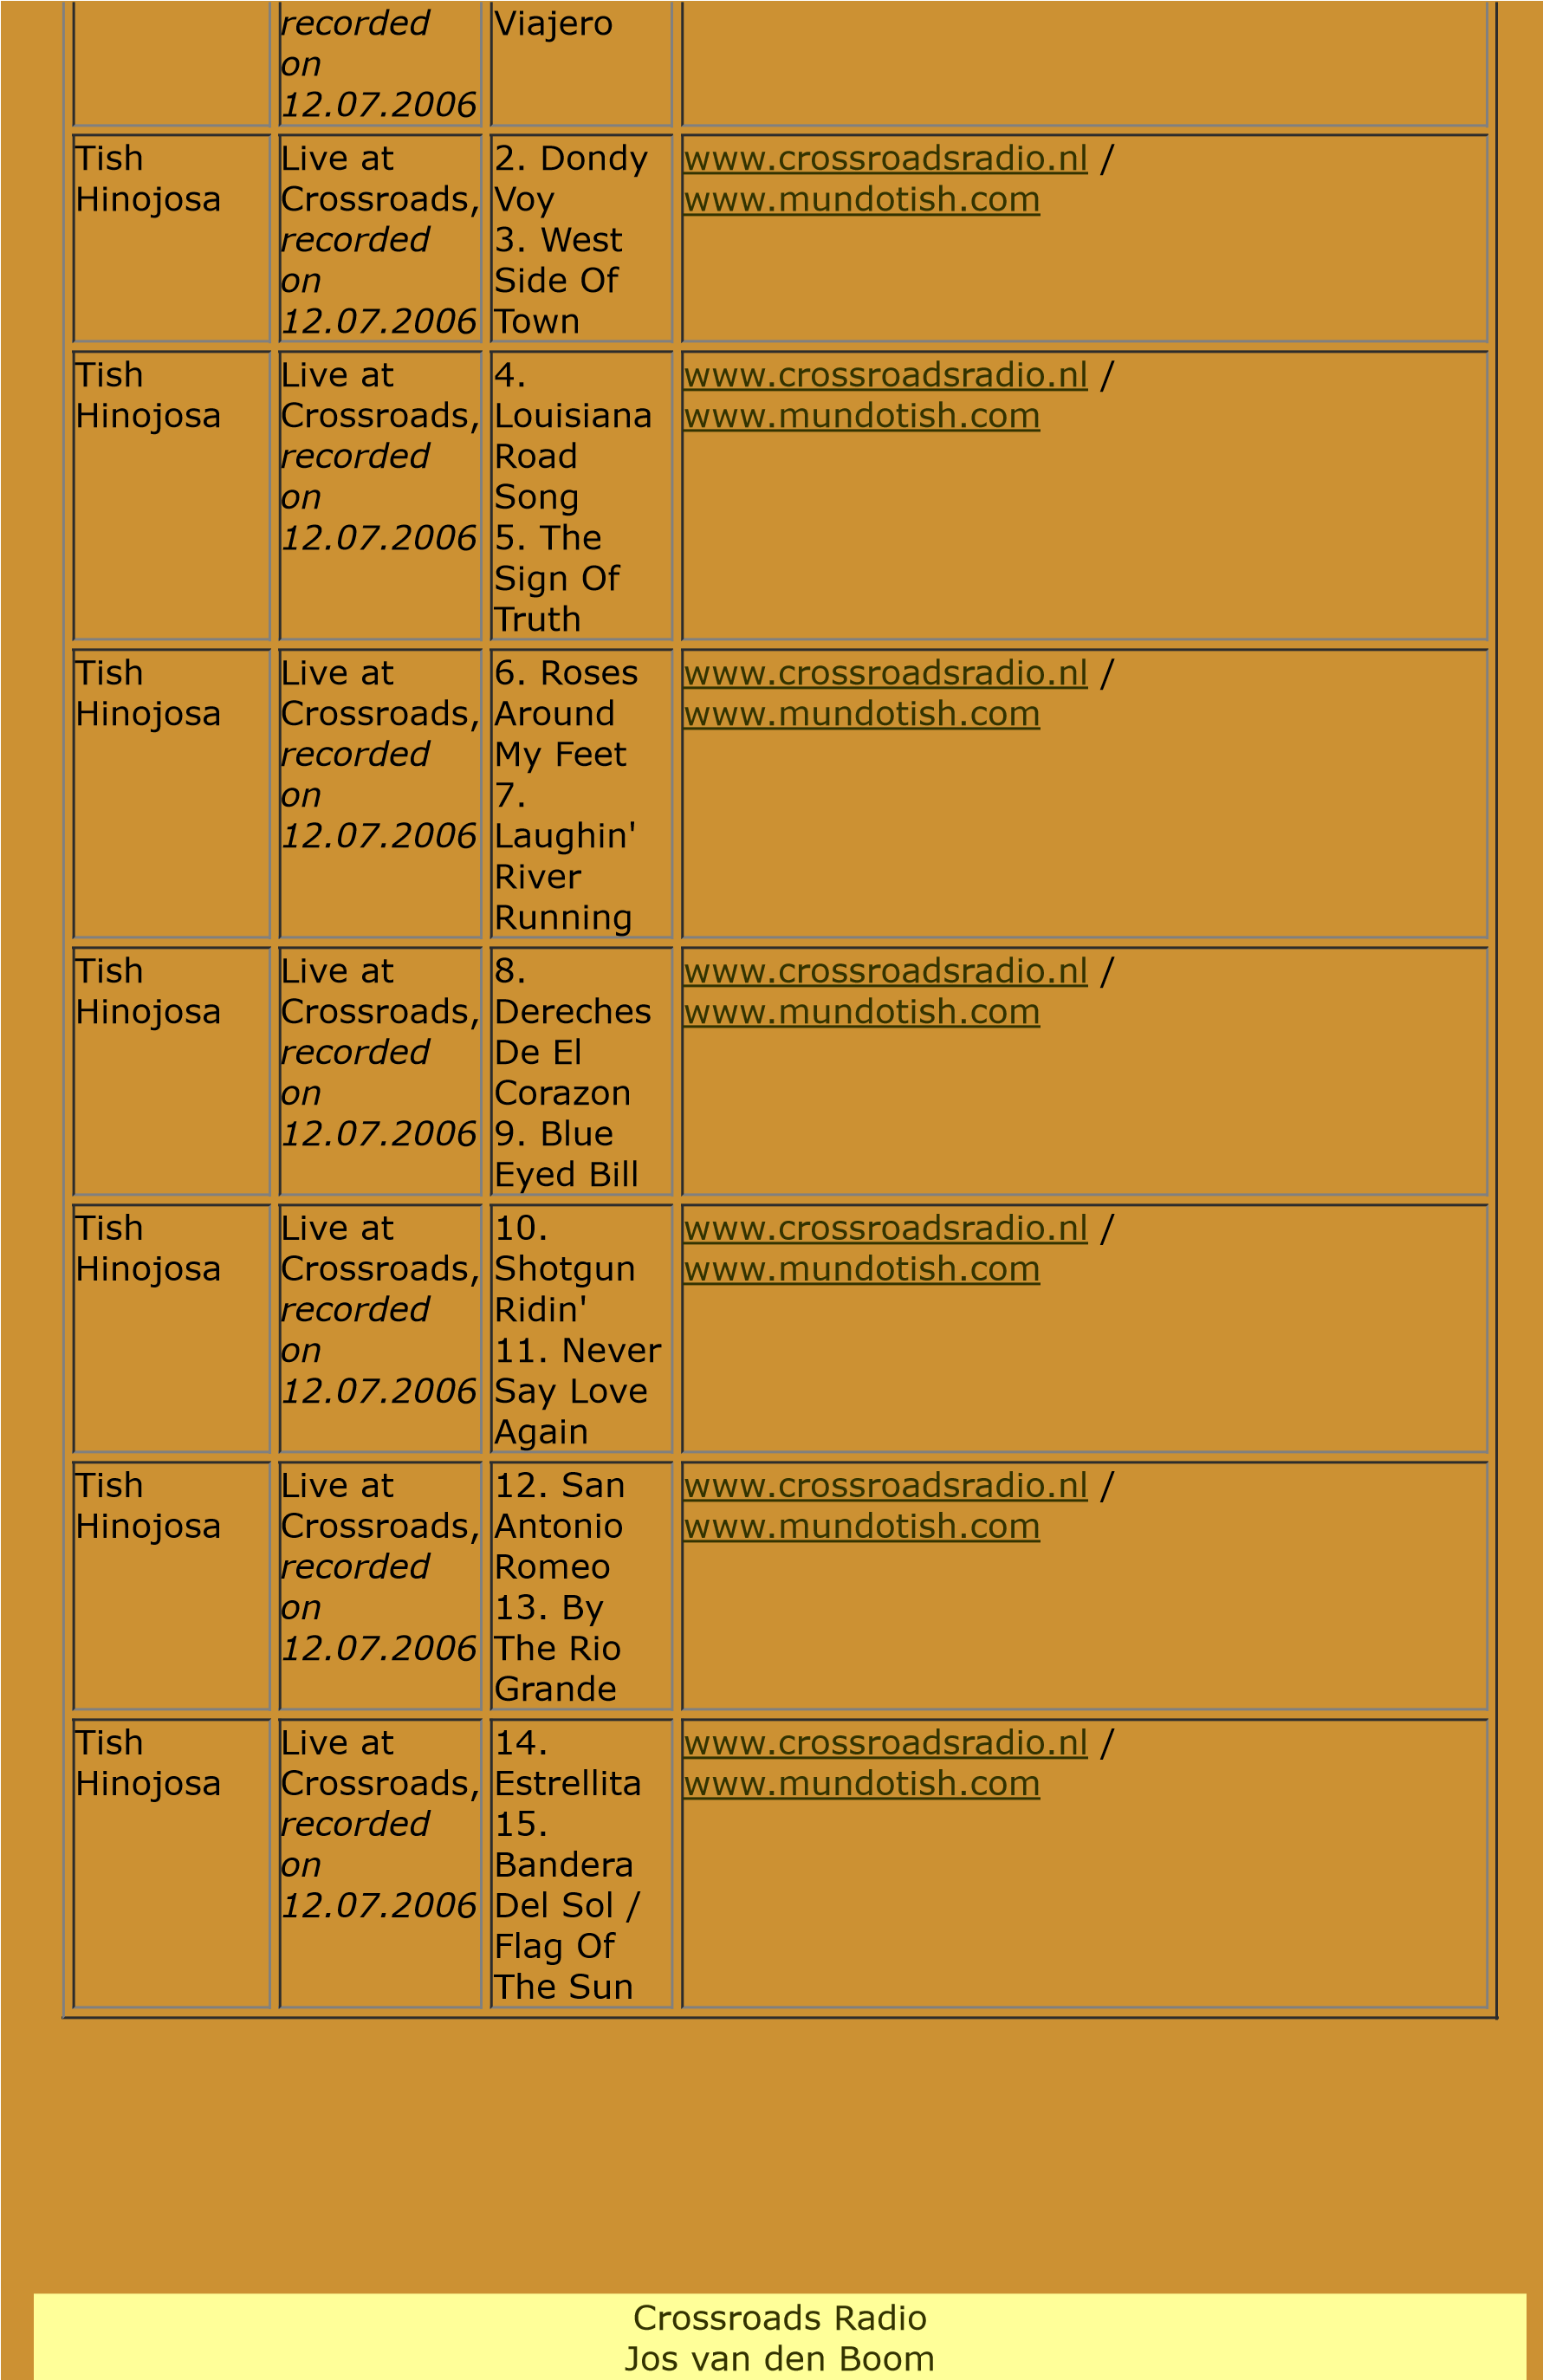 recorded
on
12.07.2006
Viajero
Tish
Hinojosa
Live at
Crossroads,
recorded
on
12.07.2006
2. Dondy
Voy
3. West
Side Of
Town
www.crossroadsradio.nl /
www.mundotish.com
Tish
Hinojosa
Live at
Crossroads,
recorded
on
12.07.2006
4.
Louisiana
Road
Song
5. The
Sign Of
Truth
www.crossroadsradio.nl /
www.mundotish.com
Tish
Hinojosa
Live at
Crossroads,
recorded
on
12.07.2006
6. Roses
Around
My Feet
7.
Laughin'
River
Running
www.crossroadsradio.nl /
www.mundotish.com
Tish
Hinojosa
Live at
Crossroads,
recorded
on
12.07.2006
8.
Dereches
De El
Corazon
9. Blue
Eyed Bill
www.crossroadsradio.nl /
www.mundotish.com
Tish
Hinojosa
Live at
Crossroads,
recorded
on
12.07.2006
10.
Shotgun
Ridin'
11. Never
Say Love
Again
www.crossroadsradio.nl /
www.mundotish.com
Tish
Hinojosa
Live at
Crossroads,
recorded
on
12.07.2006
12. San
Antonio
Romeo
13. By
The Rio
Grande
www.crossroadsradio.nl /
www.mundotish.com
Tish
Hinojosa
Live at
Crossroads,
recorded
on
12.07.2006
14.
Estrellita
15.
Bandera
Del Sol /
Flag Of
The Sun
www.crossroadsradio.nl /
www.mundotish.com
Crossroads Radio
Jos van den Boom